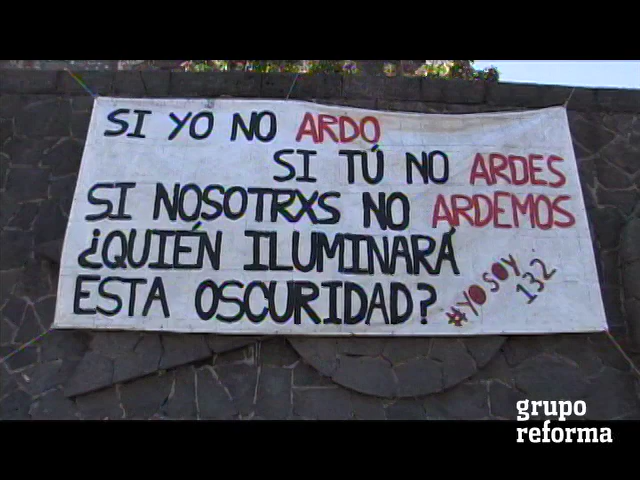 SI YO NO ARDO
SI TÚ NO ARDES
SI NOSOTRXS NO ARDEMOS
¿QUIÉN ILUMINARÁ
ESTA OSCURIDAD?
#YO SOY
132
grupo
reforma